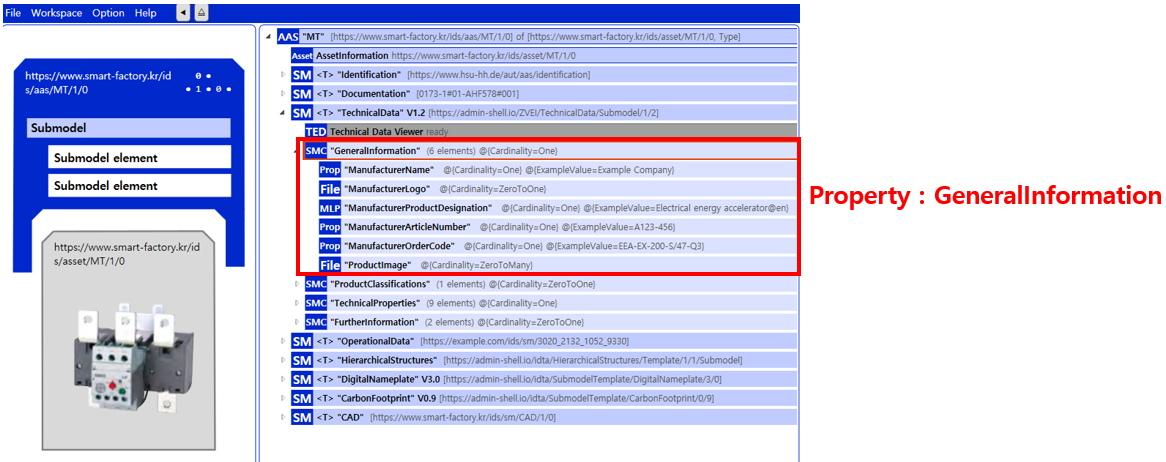 File Workspace Option Help
https://www.smart-factory.kr/id
s/aas/MT/1/0
0
1 0
Submodel
Submodel element
Submodel element
https://www.smart-factory.kr/id
s/asset/MT/1/0
AAS "MT" [https://www.smart-factory.kr/ids/aas/MT/1/0] of [https://www.smart-factory.kr/ids/asset/MT/1/0, Type]
Asset AssetInformation https://www.smart-factory.kr/ids/asset/MT/1/0
SM <T> "Identification" [https://www.hsu-hh.de/aut/aas/identification]
SM <T> "Documentation" [0173-1#01-AHF578#001]
SM <T> "TechnicalData" V1.2 [https://admin-shell.io/ZVEI/TechnicalData/Submodel/1/2]
TED Technical Data Viewer ready
SMC "GeneralInformation" (6 elements) @{Cardinality=One}
Prop "ManufacturerName" @{Cardinality=One} @{ExampleValue=Example Company}
File "ManufacturerLogo" @{Cardinality=ZeroToOne}
MLP "ManufacturerProductDesignation" @{Cardinality=One} @{ExampleValue=Electrical energy accelerator@en}
Prop "ManufacturerArticleNumber" @{Cardinality=One} @{ExampleValue=A123-456}
Prop "ManufacturerOrderCode" @{Cardinality=One} @{ExampleValue=EEA-EX-200-S/47-Q3}
File "ProductImage" @{Cardinality=ZeroToMany}
SMC "ProductClassifications" (1 elements) @{Cardinality=ZeroToOne}
SMC "TechnicalProperties" (9 elements) @{Cardinality=One}
SMC "FurtherInformation" (2 elements) @{Cardinality=ZeroToOne}
SM <T> "OperationalData" [https://example.com/ids/sm/3020_2132_1052_9330]
SM <T> "HierarchicalStructures" [https://admin-shell.io/idta/HierarchicalStructures/Template/1/1/Submodel]
SM <T> "DigitalNameplate" V3.0 [https://admin-shell.io/idta/SubmodelTemplate/DigitalNameplate/3/0]
SM <T> "CarbonFootprint" V0.9 [https://admin-shell.io/idta/SubmodelTemplate/CarbonFootprint/0/9]
SM <T> "CAD" [https://www.smart-factory.kr/ids/sm/CAD/1/0]
Property : GeneralInformation